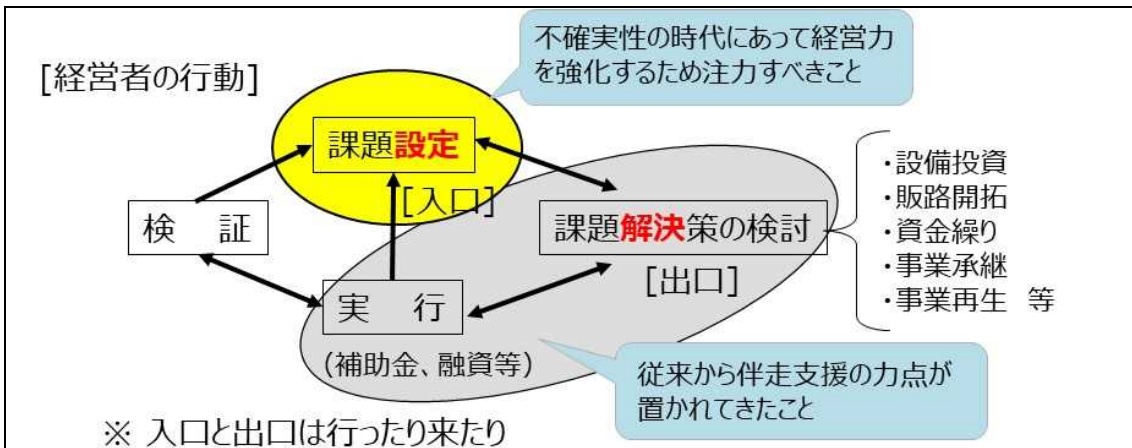 不確実性の時代にあって経営力
を強化するため注力すべきこと
[経営者の行動]
課題設定
[入口]
検　証
課題解決策の検討
[出口]
・設備投資
・販路開拓
・資金繰り
・事業承継
・事業再生　等
実　行
(補助金、融資等)
従来から伴走支援の力点が
置かれてきたこと
※ 入口と出口は行ったり来たり